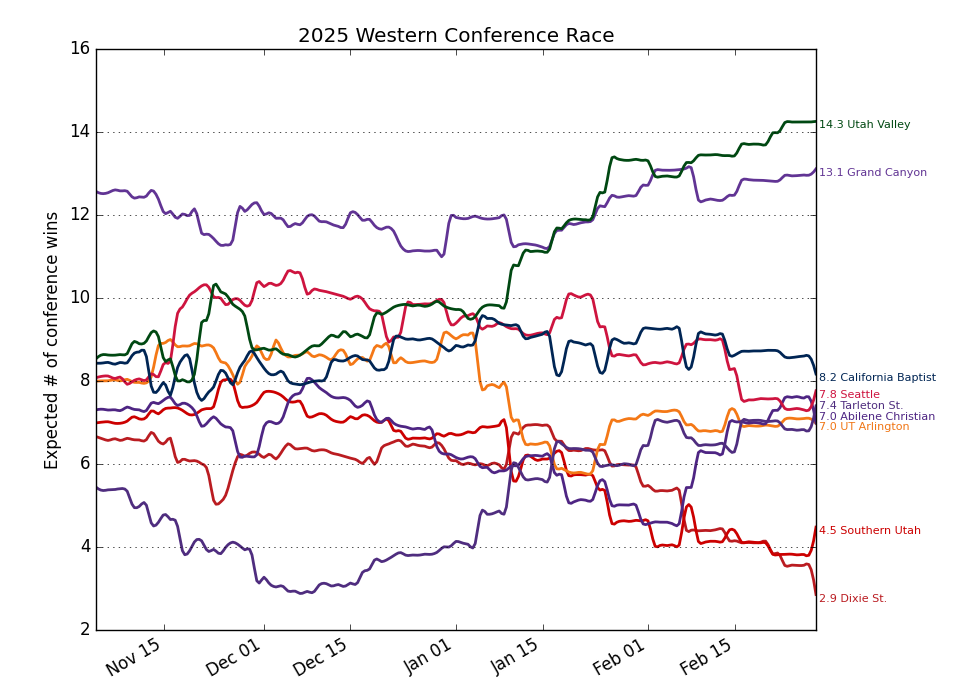 2025 Western Conference Race
Expected # of conference wins
16
14
12
10
8
6
4
2
Nov 15
Dec 01
Dec 15
Jan 01
Jan 15
Feb 01
Feb 15
14.3 Utah Valley
13.1 Grand Canyon
8.2 California Baptist
7.8 Seattle
7.4 Tarleton St.
7.0 Abilene Christian
7.0 UT Arlington
4.5 Southern Utah
2.9 Dixie St.